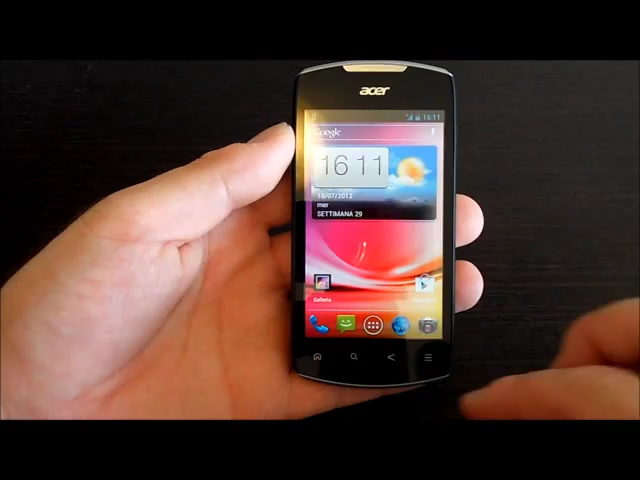 acer
16:11
Google
16 11
18/07/2012
mer
SETTIMANA 29
Galleria